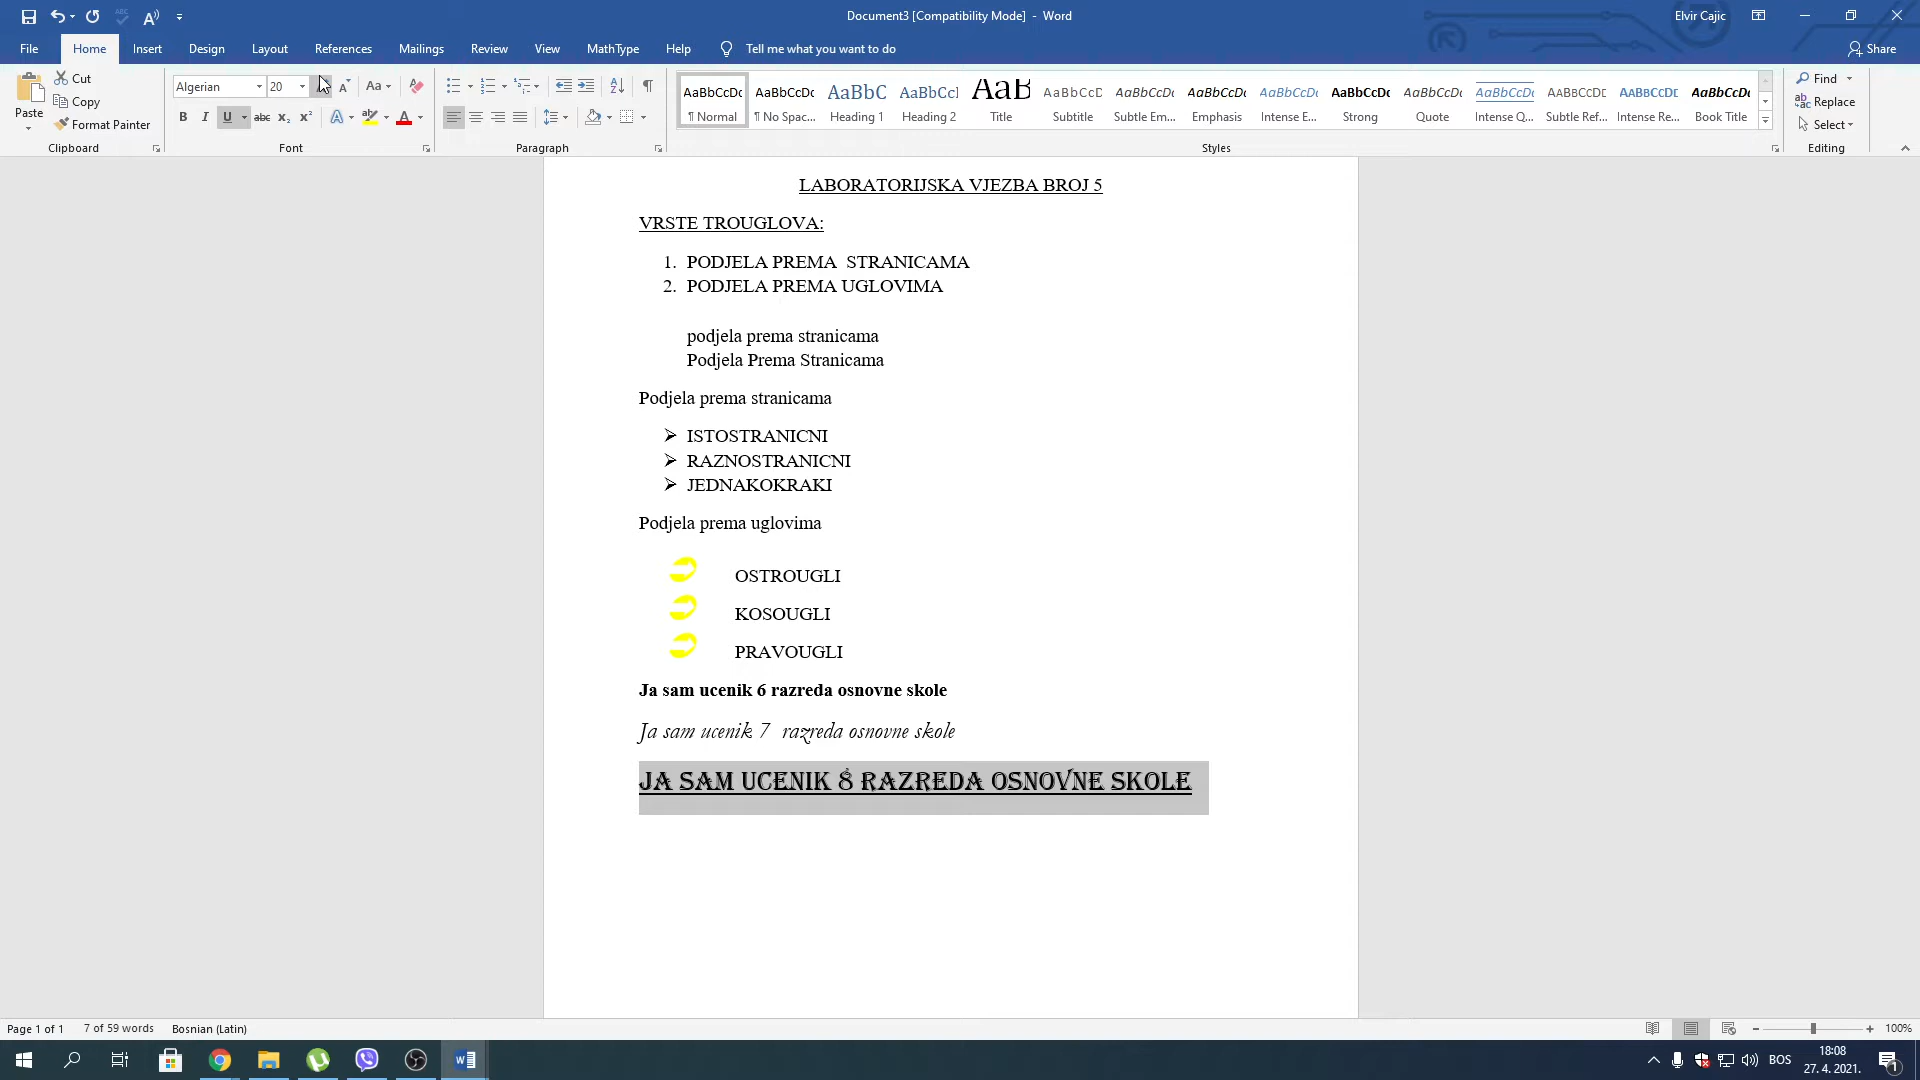 Document3 [Compatibility Mode] - Word
Elvir Cajic
File Home Insert Design Layout References Mailings Review View MathType Help Tell me what you want to do
Share
Paste
Cut
Copy
Format Painter
Clipboard
Algerian 20
Font
Paragraph
AaBbCcDc AaBbCcDc AaBbC AaBbCcI AaB AaBbCcD AaBbCcDc AaBbCcDc AaBbCcDc AaBbCcDc AaBbCcDc AaBbCcDc AABBCCDE AABBCCDE AaBbCcDc
¶ Normal ¶ No Spac... Heading 1 Heading 2 Title Subtitle Subtle Em... Emphasis Intense E... Strong Quote Intense Q... Subtle Ref... Intense Re... Book Title
Styles
Find
Replace
Select
Editing
LABORATORIJSKA VJEZBA BROJ 5
VRSTE TROUGLOVA:
1. PODJELA PREMA STRANICAMA
2. PODJELA PREMA UGLOVIMA
podjela prema stranicama
Podjela Prema Stranicama
Podjela prema stranicama
ISTOSTRANICNI
RAZNOSTRANICNI
JEDNAKOKRAKI
Podjela prema uglovima
OSTROUGLI
KOSOUGLI
PRAVOUGLI
Ja sam ucenik 6 razreda osnovne skole
Ja sam ucenik 7 razreda osnovne skole
JA SAM UCENIK 8 RAZREDA OSNOVNE SKOLE
Page 1 of 1 7 of 59 words Bosnian (Latin)
100%
BOS
18:08
27. 4. 2021.